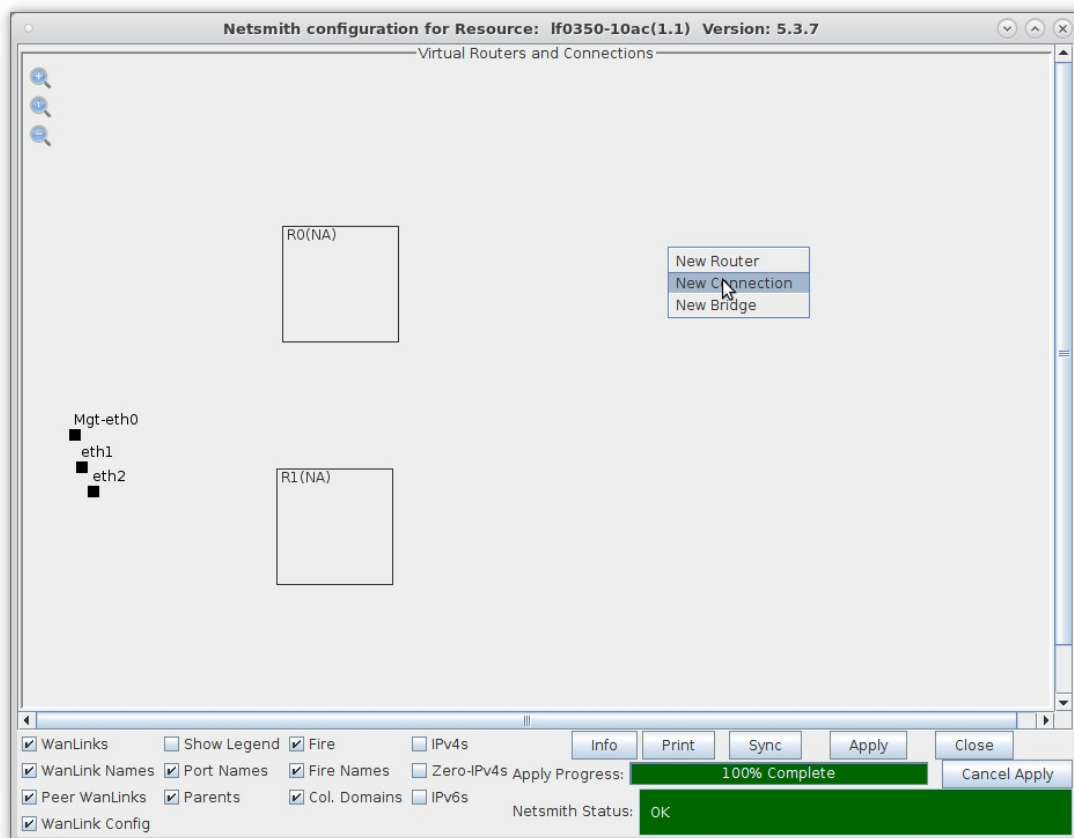 Netsmith configuration for Resource: lf0350-10ac(1.1) Version: 5.3.7
Virtual Routers and Connections
R0(NA)
New Router
New Connection
New Bridge
Mgt-eth0
eth1
eth2
R1(NA)
WanLinks Show Legend Fire IPv4s Info Print Sync Apply Close
WanLink Names Port Names Fire Names Zero-IPv4s Apply Progress: 100% Complete Cancel Apply
Peer WanLinks Parents Col. Domains IPv6s
Netsmith Status: OK
WanLink Config